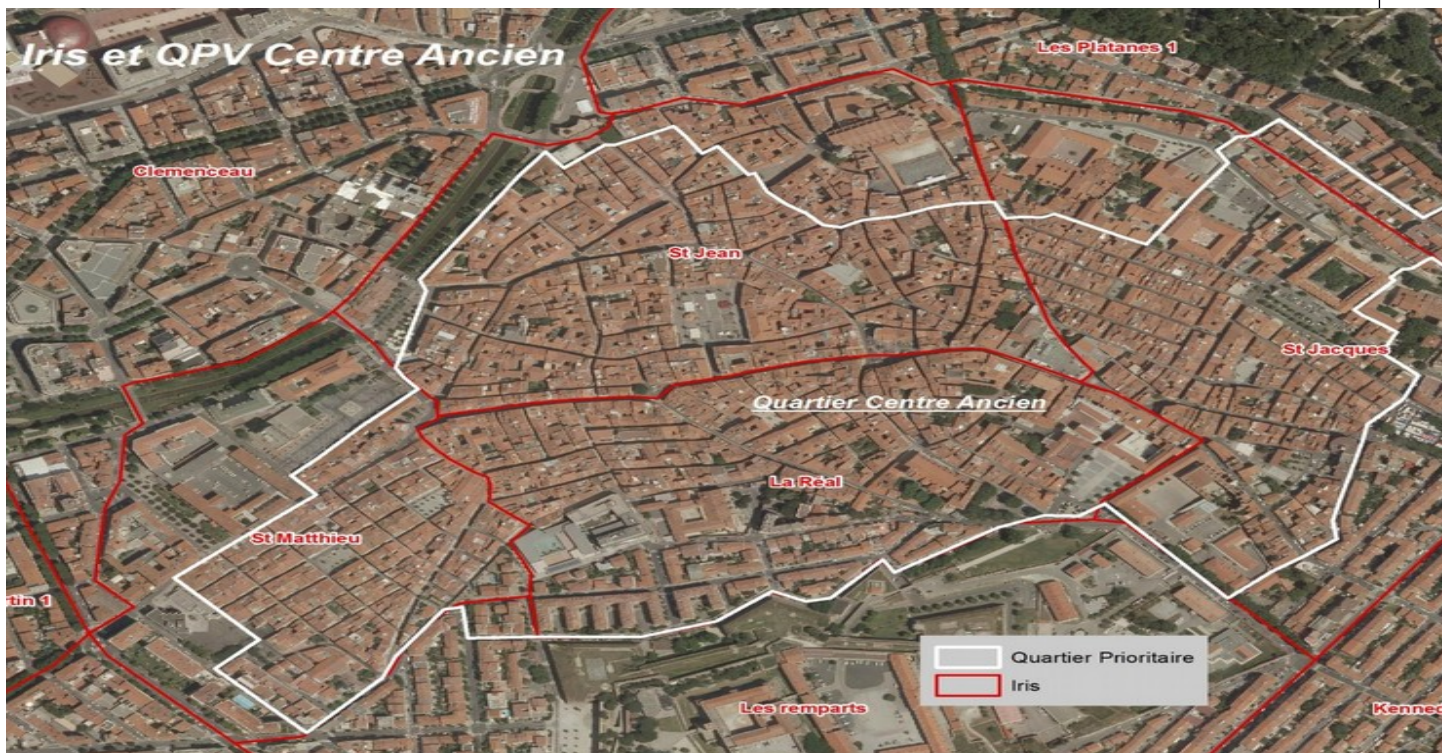 Iris et QPV Centre Ancien
Les Platanes 1
Clemenceau
St Jean
St Jacques
Quartier Centre Ancien
La Réal
St Matthieu
rtin 1
Quartier Prioritaire
Iris
Les remparts
Kenned